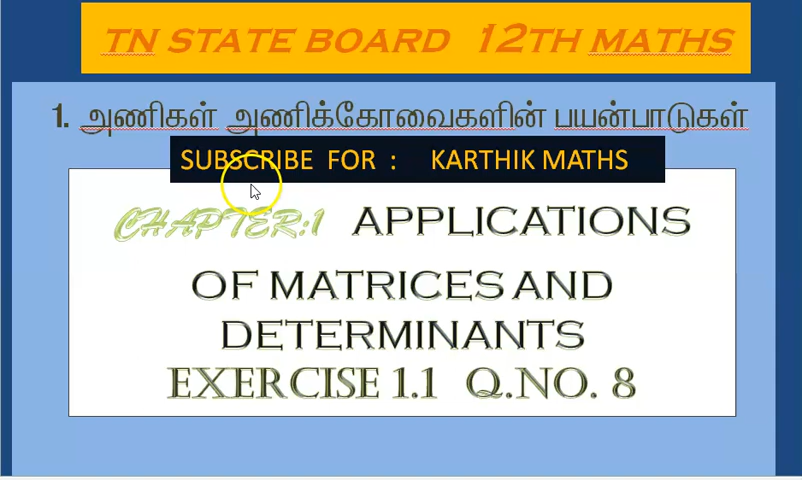 TN STATE BOARD 12TH MATHS
1. அணிகள் அணிக்கோவைகளின் பயன்பாடுகள்
SUBSCRIBE FOR : KARTHIK MATHS
CHAPTER:1 APPLICATIONS
OF MATRICES AND
DETERMINANTS
EXERCISE 1.1 Q.NO. 8